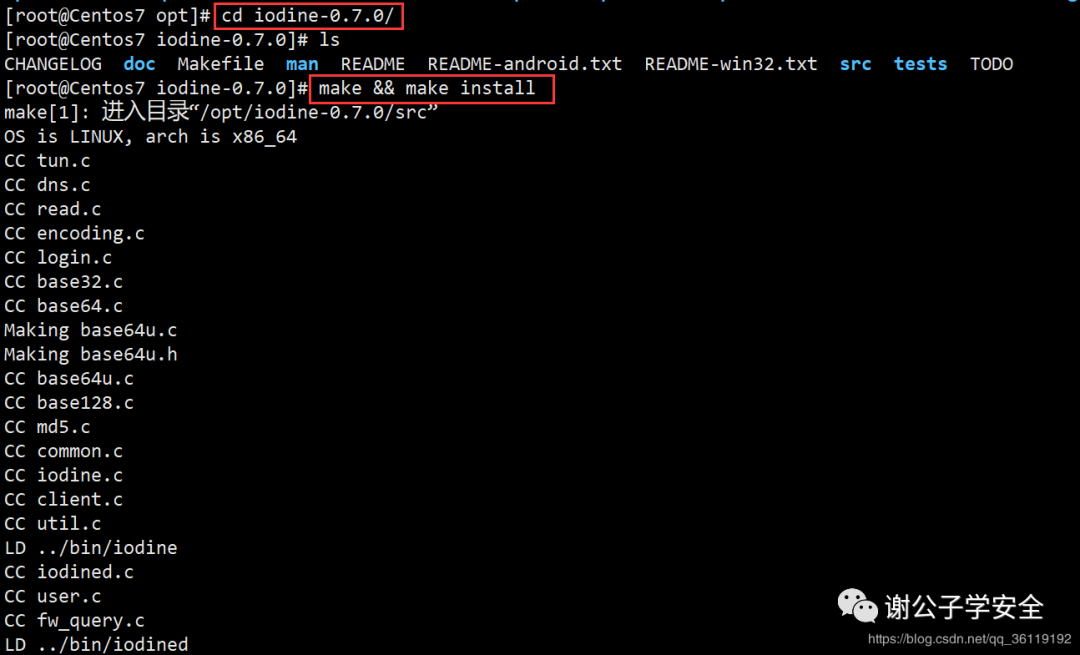 [root@Centos7 opt]# cd iodine-0.7.0/
[root@Centos7 iodine-0.7.0]# ls
CHANGELOG doc Makefile man README README-android.txt README-win32.txt src tests TODO
[root@Centos7 iodine-0.7.0]# make && make install
make[1]: 进入目录“/opt/iodine-0.7.0/src”
OS is LINUX, arch is x86_64
CC tun.c
CC dns.c
CC read.c
CC encoding.c
CC login.c
CC base32.c
CC base64.c
Making base64u.c
Making base64u.h
CC base64u.c
CC base128.c
CC md5.c
CC common.c
CC iodine.c
CC client.c
CC util.c
LD ../bin/iodine
CC iodined.c
CC user.c
CC fw_query.c
LD ../bin/iodined
谢公子学安全
https://blog.csdn.net/qq_36119192